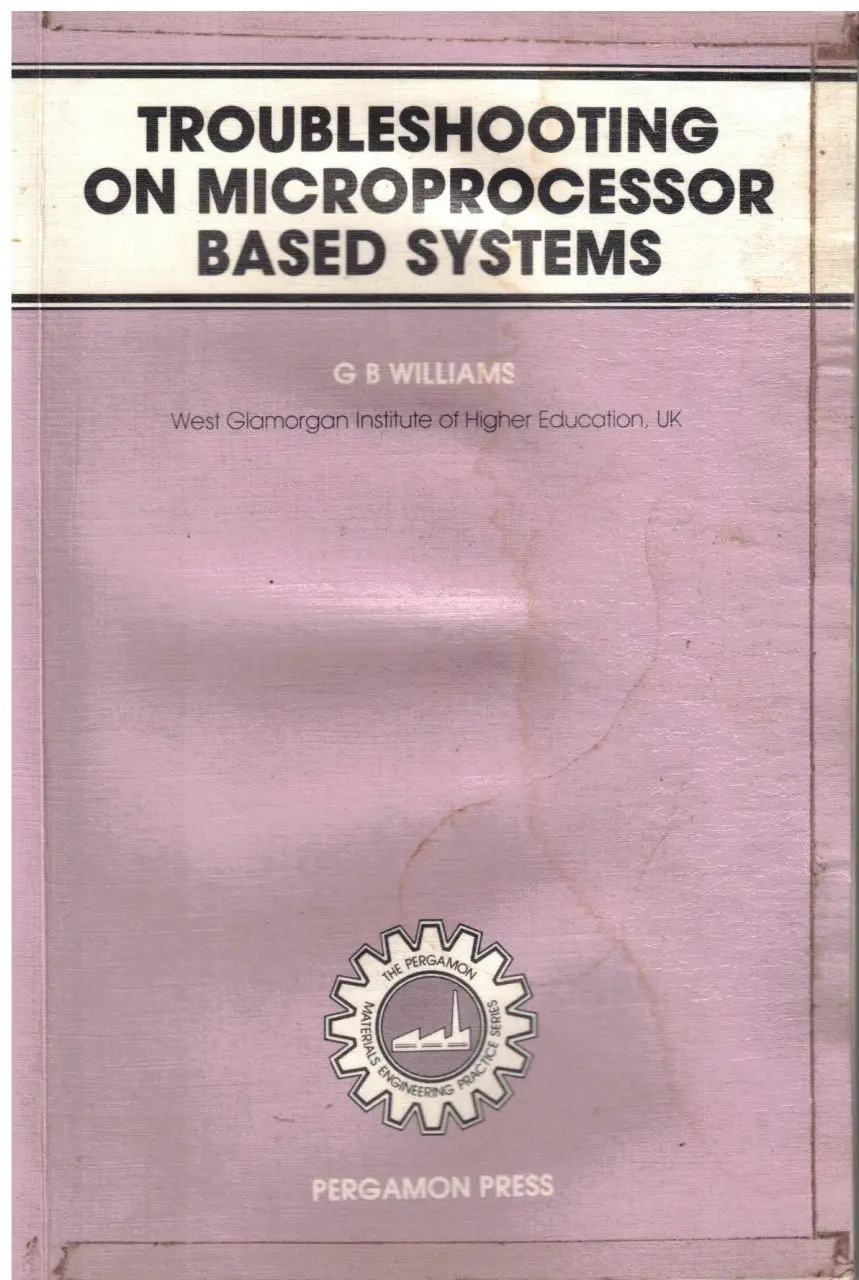 TROUBLESHOOTING
ON MICROPROCESSOR
BASED SYSTEMS
G B WILLIAMS
West Glamorgan Institute of Higher Education, UK
THE PERGAMON
MATERIALS ENGINEERING PRACTICE SERIES
PERGAMON PRESS